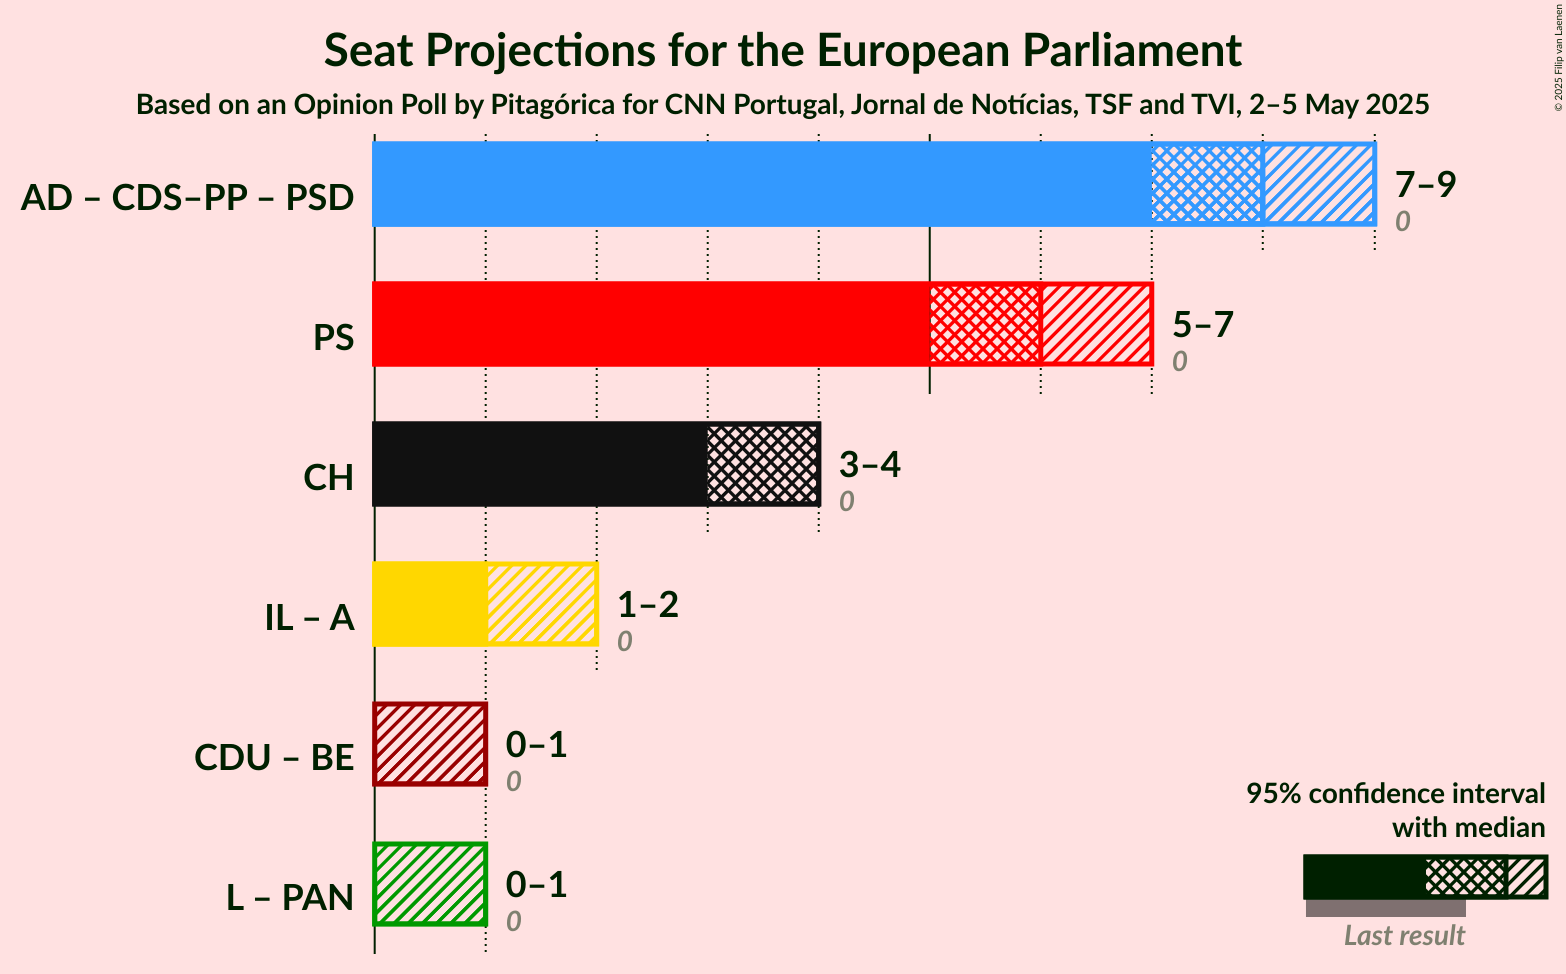 Seat Projections for the European Parliament
Based on an Opinion Poll by Pitagórica for CNN Portugal, Jornal de Notícias, TSF and TVI, 2–5 May 2025
© 2025 Filip van Laenen
AD – CDS–PP – PSD
7–9
0
PS
5–7
0
CH
3–4
0
IL – A
1–2
0
CDU – BE
0–1
0
L – PAN
0–1
0
95% confidence interval
with median
Last result